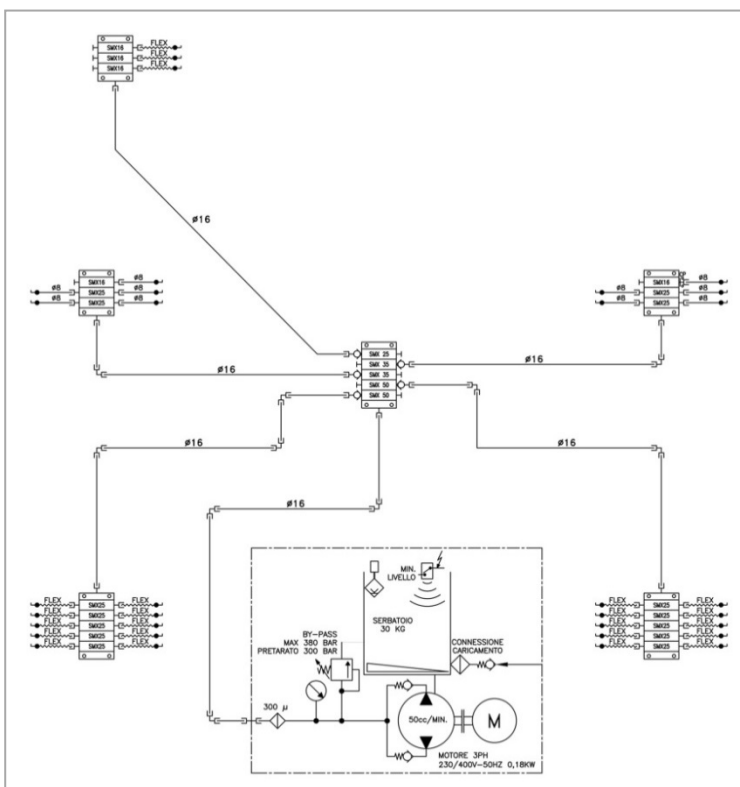 FLEX
SMX16
FLEX
SMX16
FLEX
SMX16
ø16
SMX16 ø8
ø8 SMX25 ø8
ø8 SMX25 ø8
SMX16 ø8
ø8 SMX25 ø8
ø8 SMX25 ø8
SMX 25
SMX 35
SMX 35
SMX 50
SMX 50
ø16
ø16
ø16
ø16
ø16
FLEX SMX25 FLEX
FLEX SMX25 FLEX
FLEX SMX25 FLEX
FLEX SMX25 FLEX
FLEX SMX25 FLEX
FLEX SMX25 FLEX
FLEX SMX25 FLEX
FLEX SMX25 FLEX
FLEX SMX25 FLEX
FLEX SMX25 FLEX
MIN.
LIVELLO
SERBATOIO
30 KG
BY-PASS
MAX 380 BAR
PRETARATO 300 BAR
CONNESSIONE
CARICAMENTO
300 µ
50cc/MIN.
M
MOTORE 3PH
230/400V-50HZ 0,18KW